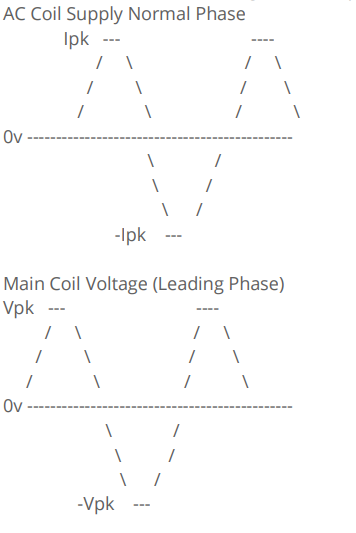 AC Coil Supply Normal Phase
Ipk --- ----
/ \ / \
/ \ / \
/ \ / \
0v -----------------------------------------------
\ /
\ /
\ /
-Ipk ---
Main Coil Voltage (Leading Phase)
Vpk --- ----
/ \ / \
/ \ / \
/ \ / \
0v -----------------------------------------------
\ /
\ /
\ /
-Vpk ---